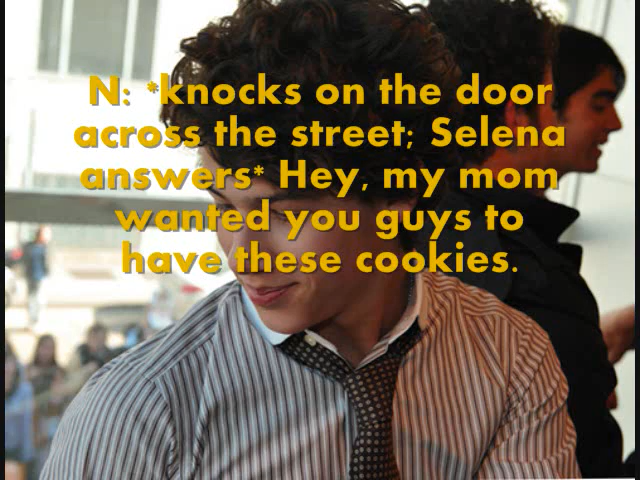 N: *knocks on the door
across the street; Selena
answers* Hey, my mom
wanted you guys to
have these cookies.